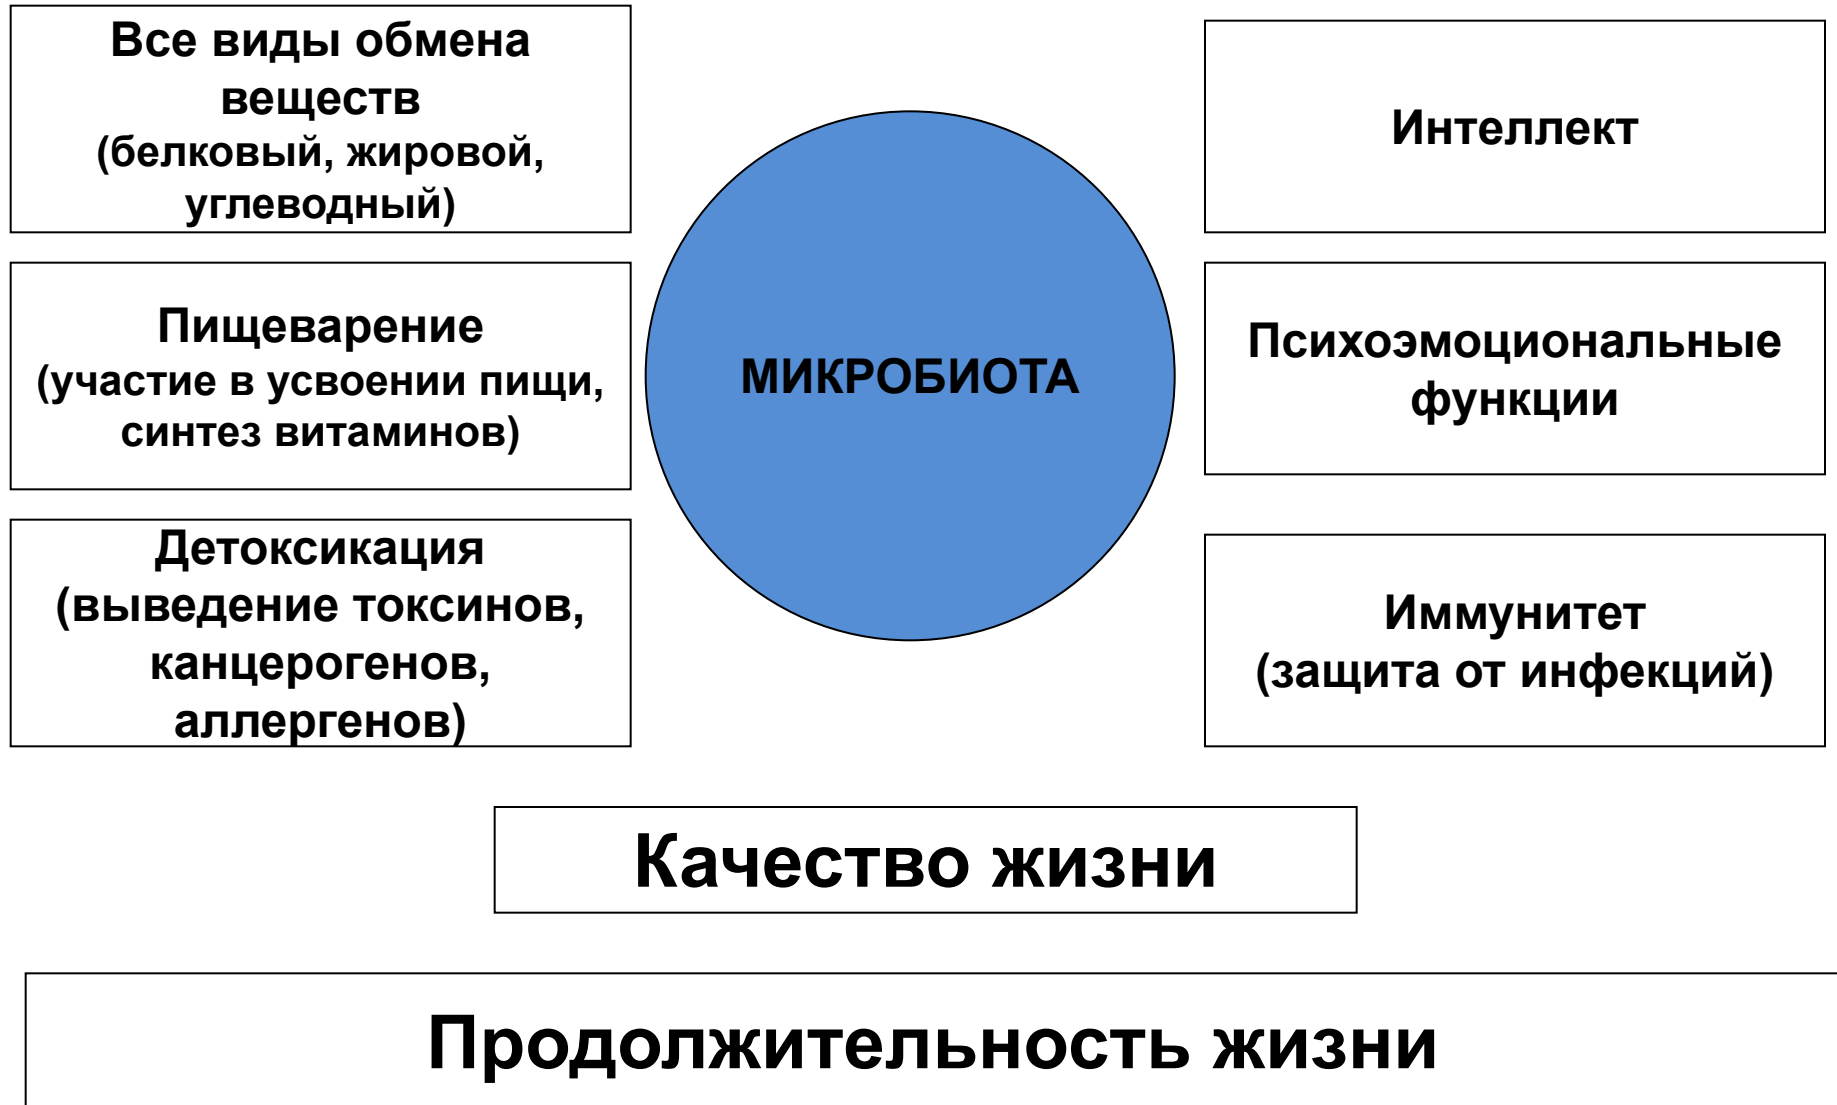 Все виды обмена
веществ
(белковый, жировой,
углеводный)
Пищеварение
(участие в усвоении пищи,
синтез витаминов)
Детоксикация
(выведение токсинов,
канцерогенов,
аллергенов)
МИКРОБИОТА
Интеллект
Психоэмоциональные
функции
Иммунитет
(защита от инфекций)
Качество жизни
Продолжительность жизни